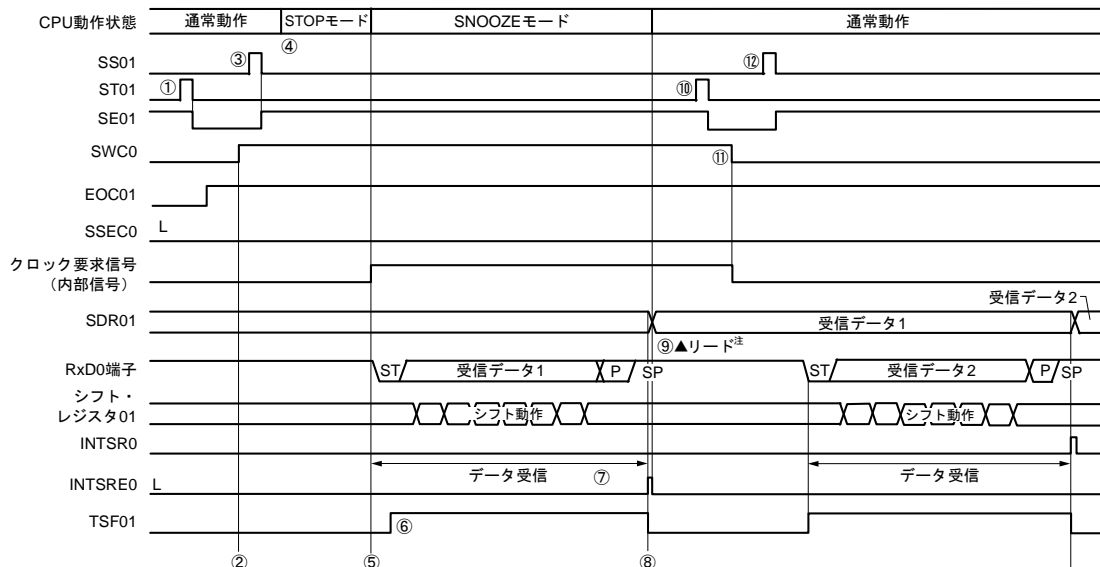 CPU動作状態 通常動作 STOPモード SNOOZEモード 通常動作
④
SS01 ③ ⑫
ST01 ① ⑩
SE01
SWC0 ⑪
EOC01
SSEC0 L
クロック要求信号
(内部信号)
受信データ2
SDR01 受信データ1
⑨▲リード注
RxD0端子 ST 受信データ1 P SP ST 受信データ2 P SP
シフト・
レジスタ01 シフト動作 シフト動作
INTSR0
データ受信 ⑦ データ受信
INTSRE0 L
TSF01 ⑥
② ⑤ ⑧